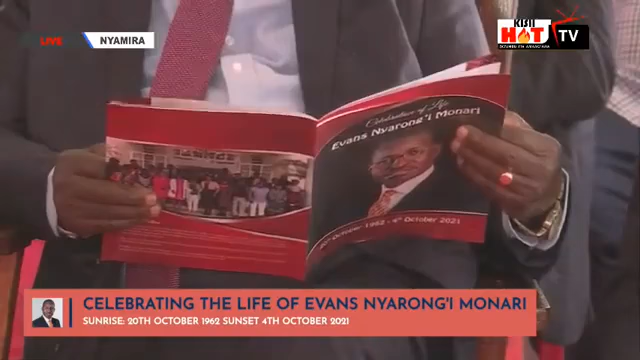 LIVE
NYAMIRA
KISII
HOT
TV
Celebration of Life
Evans Nyarong'i Monari
20th October 1962 - 4th October 2021
CELEBRATING THE LIFE OF EVANS NYARONG'I MONARI
SUNRISE: 20TH OCTOBER 1962 SUNSET 4TH OCTOBER 2021